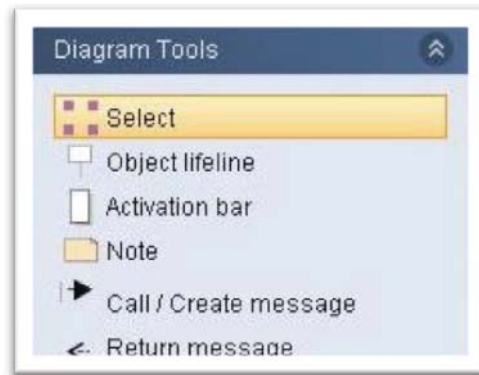 Diagram Tools
Select
Object lifeline
Activation bar
Note
Call / Create message
Return message